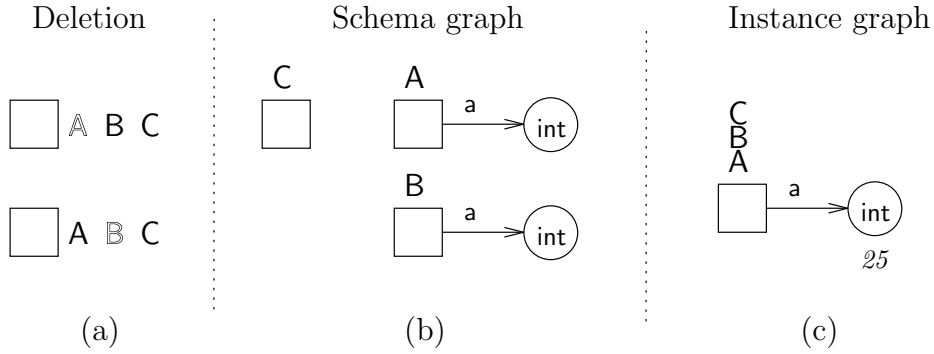 Deletion
Schema graph
Instance graph
A B C
C
A
a
int
B
a
int
A B C
C
B
A
a
int
25
(a)
(b)
(c)